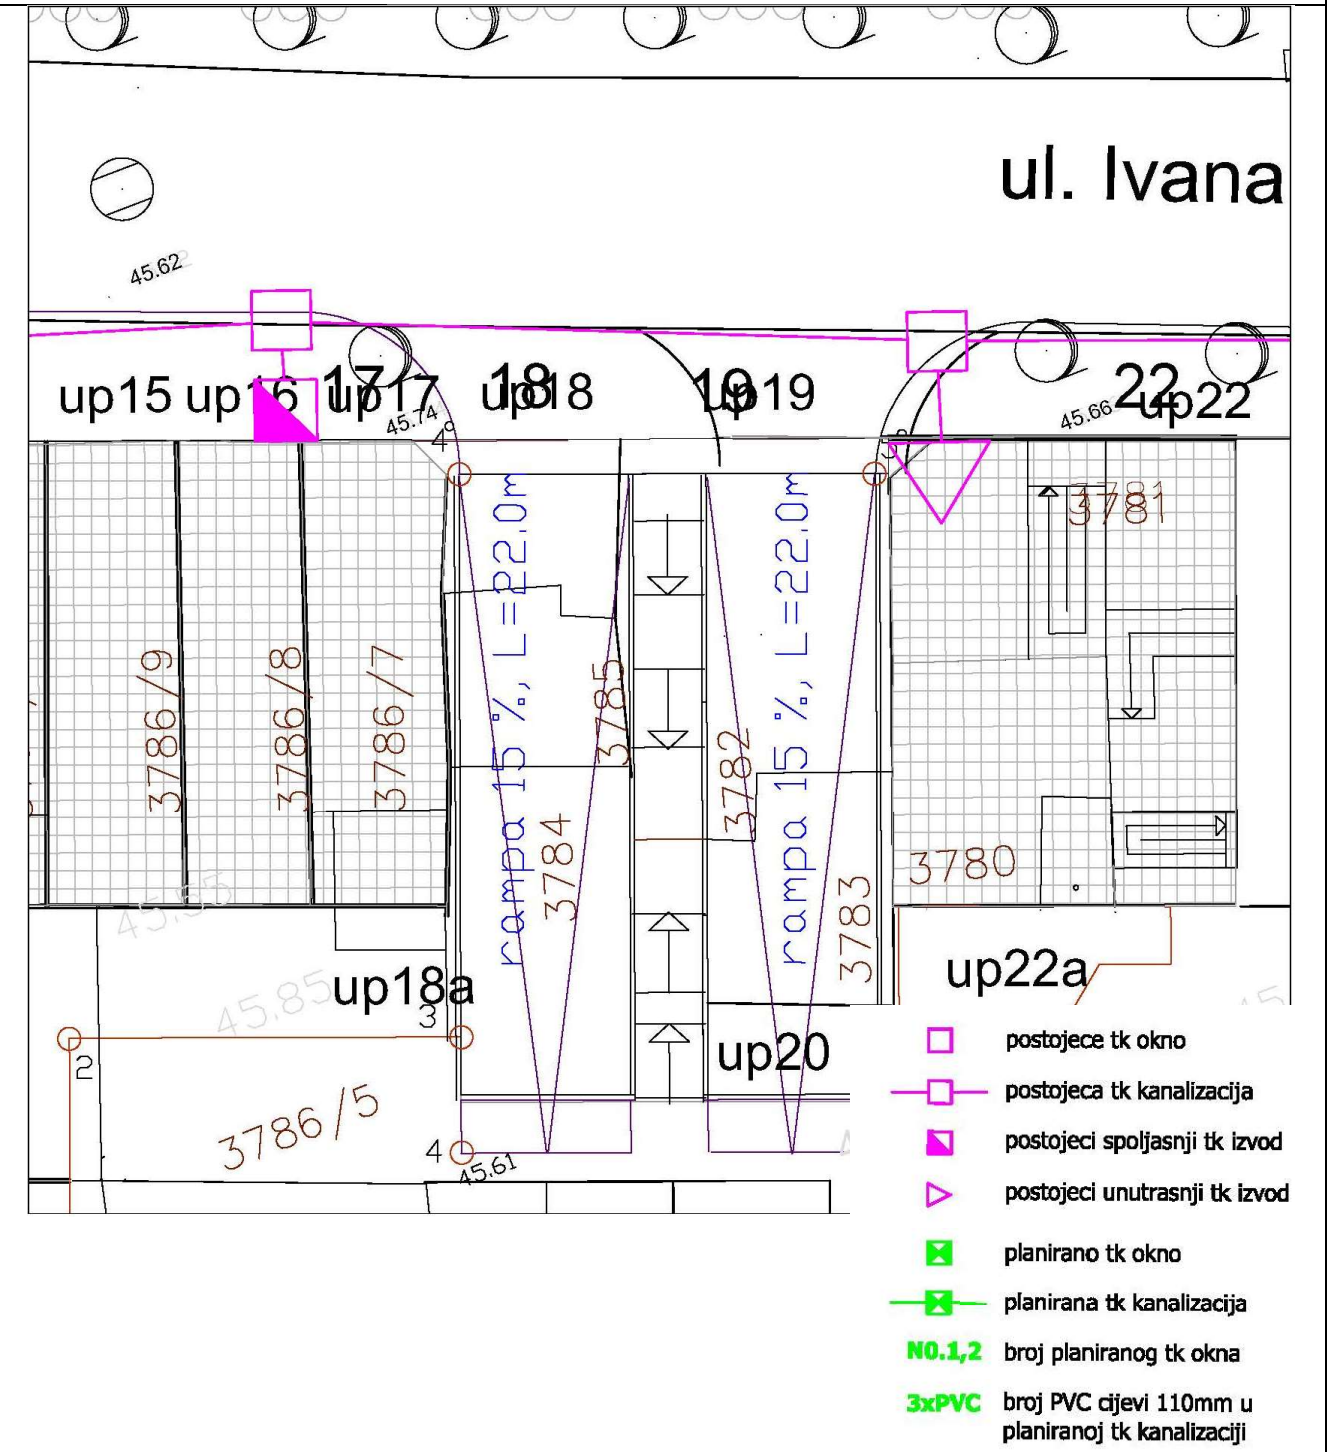 ul. Ivana
45.62
up15 up16 17 up17 18 up18 19 up19 22 up22
45.74
45.66
4
3781
3786/9
3786/8
3786/7
rampa 15 %, L=22.0m
3785
3784
3782
rampa 15 %, L=22.0m
3783
3780
45.55
45.85
up18a
up22a
3
2
up20
3786/5
4
45.61
postojece tk okno
postojeca tk kanalizacija
postojeci spoljasnji tk izvod
postojeci unutrasnji tk izvod
planirano tk okno
planirana tk kanalizacija
N0.1,2 broj planiranog tk okna
3xPVC broj PVC cijevi 110mm u
planiranoj tk kanalizaciji